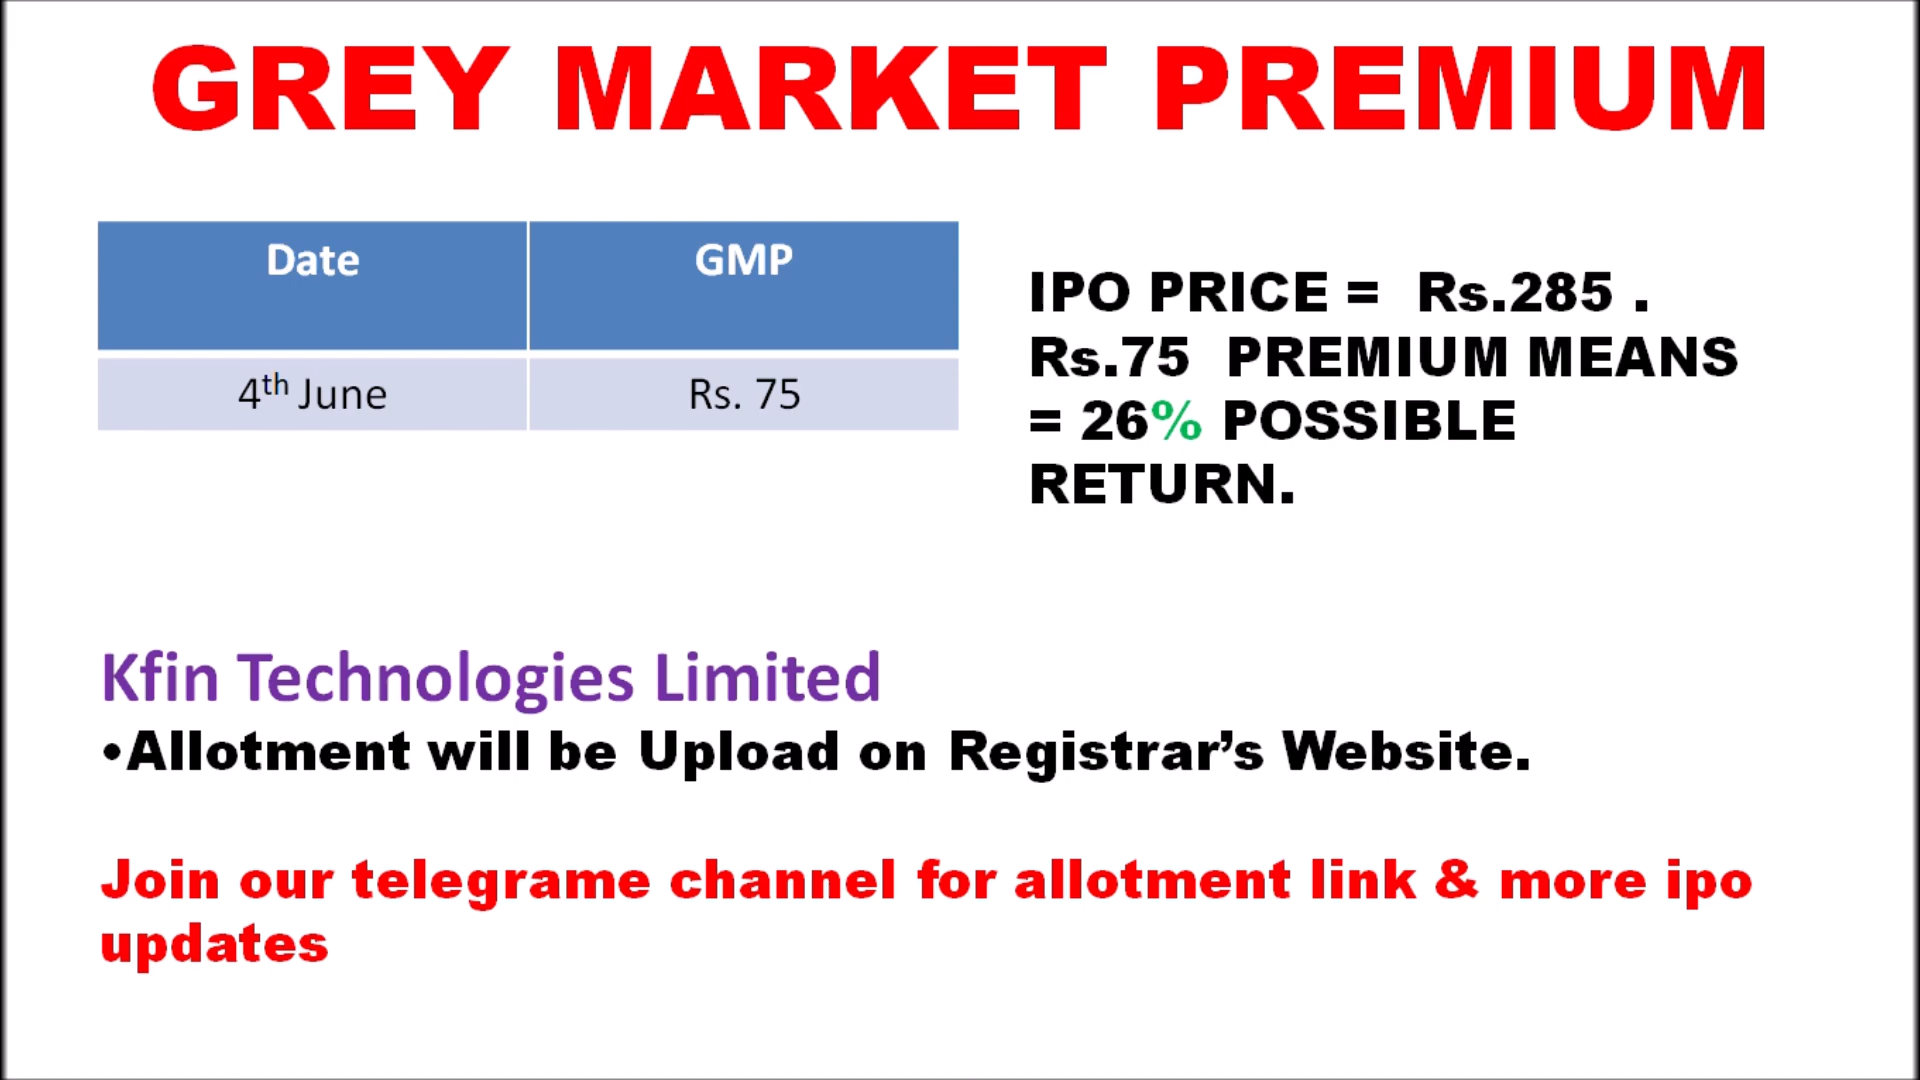 GREY MARKET PREMIUM
Date GMP
4th June Rs. 75
IPO PRICE = Rs.285 .
Rs.75 PREMIUM MEANS
= 26% POSSIBLE
RETURN.
Kfin Technologies Limited
•Allotment will be Upload on Registrar’s Website.
Join our telegrame channel for allotment link & more ipo
updates